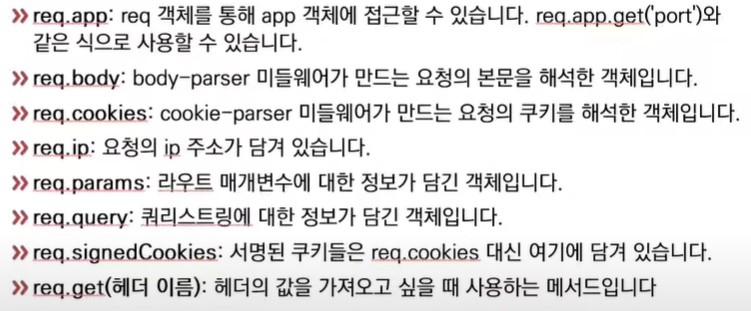 » req.app: req 객체를 통해 app 객체에 접근할 수 있습니다. req.app.get('port')와
같은 식으로 사용할 수 있습니다.
» req.body: body-parser 미들웨어가 만드는 요청의 본문을 해석한 객체입니다.
» req.cookies: cookie-parser 미들웨어가 만드는 요청의 쿠키를 해석한 객체입니다.
» req.ip: 요청의 ip 주소가 담겨 있습니다.
» req.params: 라우트 매개변수에 대한 정보가 담긴 객체입니다.
» req.query: 쿼리스트링에 대한 정보가 담긴 객체입니다.
» req.signedCookies: 서명된 쿠키들은 req.cookies 대신 여기에 담겨 있습니다.
» req.get(헤더 이름): 헤더의 값을 가져오고 싶을 때 사용하는 메서드입니다